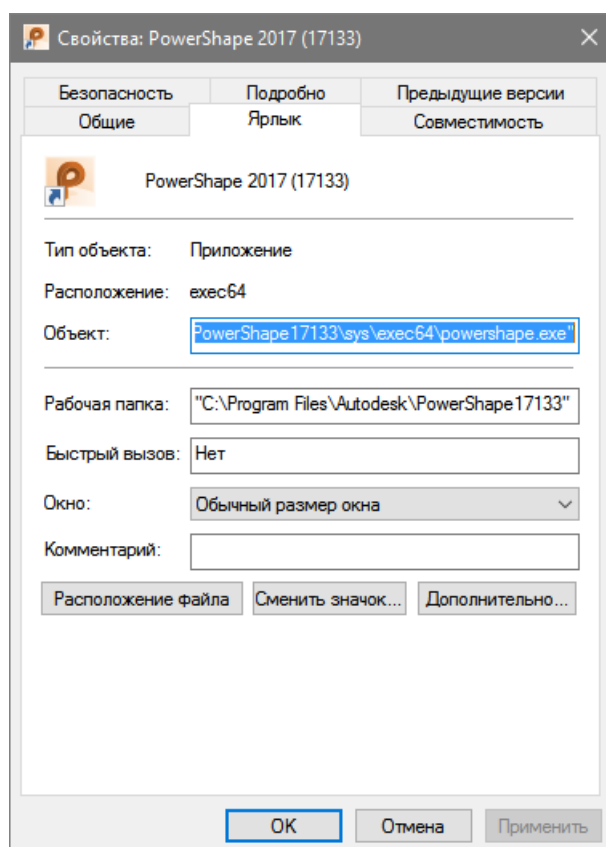 Свойства: PowerShape 2017 (17133)
Безопасность Подробно Предыдущие версии
Общие Ярлык Совместимость
PowerShape 2017 (17133)
Тип объекта: Приложение
Расположение: exec64
Объект: PowerShape17133\sys\exec64\powershape.exe"
Рабочая папка: "C:\Program Files\Autodesk\PowerShape17133"
Быстрый вызов: Нет
Окно: Обычный размер окна
Комментарий:
Расположение файла Сменить значок... Дополнительно...
OK Отмена Применить